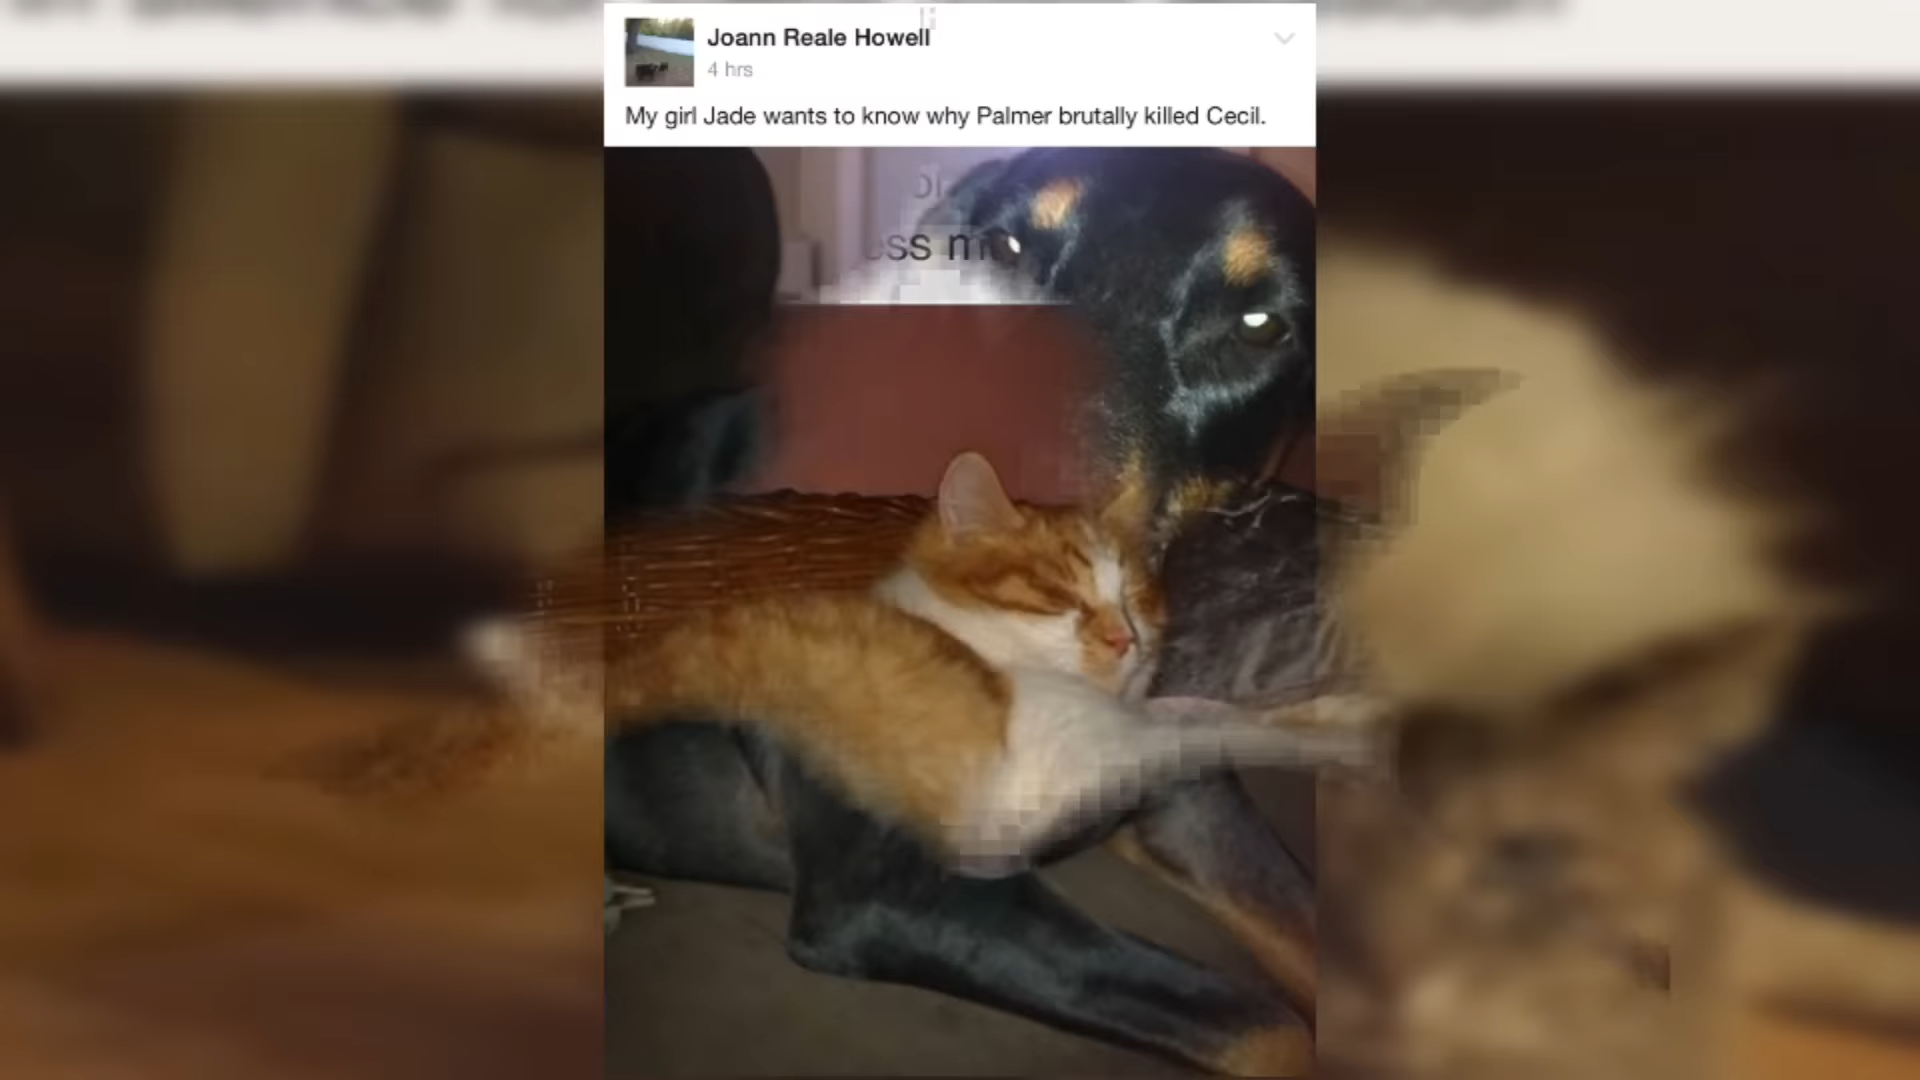 Joann Reale Howell
4 hrs
My girl Jade wants to know why Palmer brutally killed Cecil.